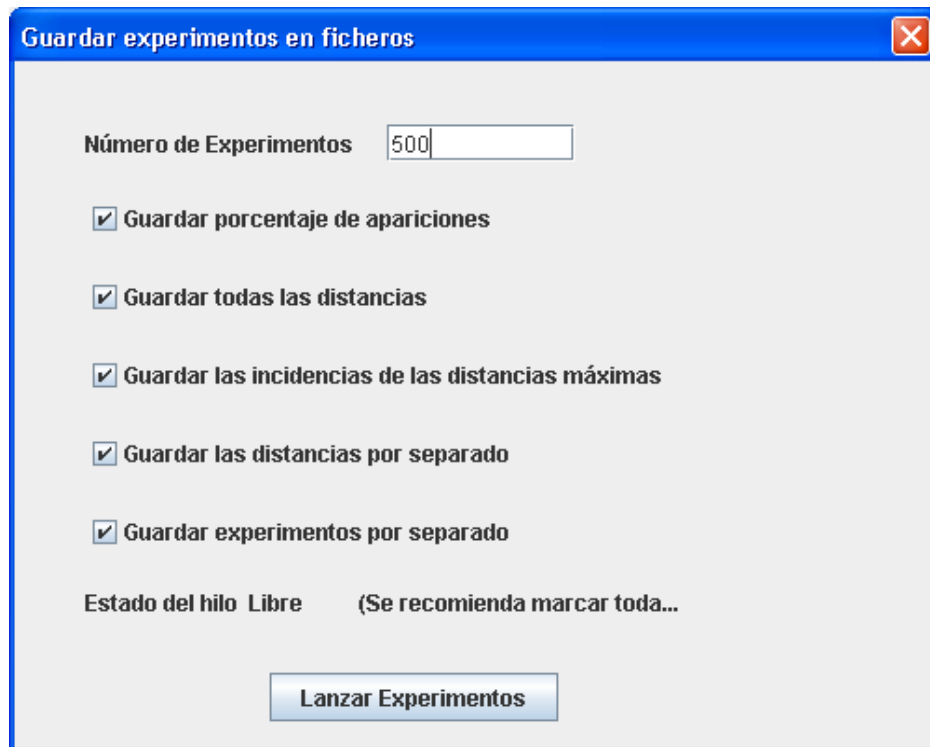 Guardar experimentos en ficheros
Número de Experimentos 500
Guardar porcentaje de apariciones
Guardar todas las distancias
Guardar las incidencias de las distancias máximas
Guardar las distancias por separado
Guardar experimentos por separado
Estado del hilo Libre (Se recomienda marcar toda...
Lanzar Experimentos